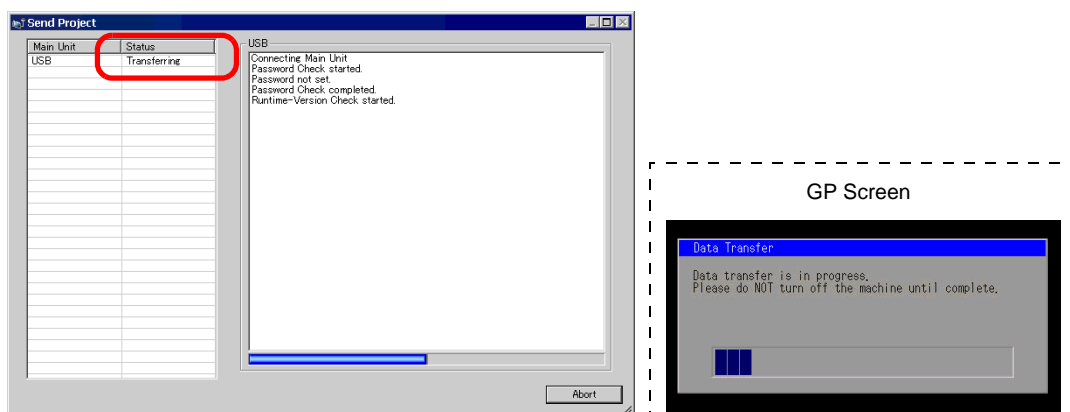 Send Project
Main Unit Status
USB Transferring
USB
Connecting Main Unit
Password Check started.
Password not set.
Password Check completed.
Runtime-Version Check started.
Abort
GP Screen
Data Transfer
Data transfer is in progress.
Please do NOT turn off the machine until complete.